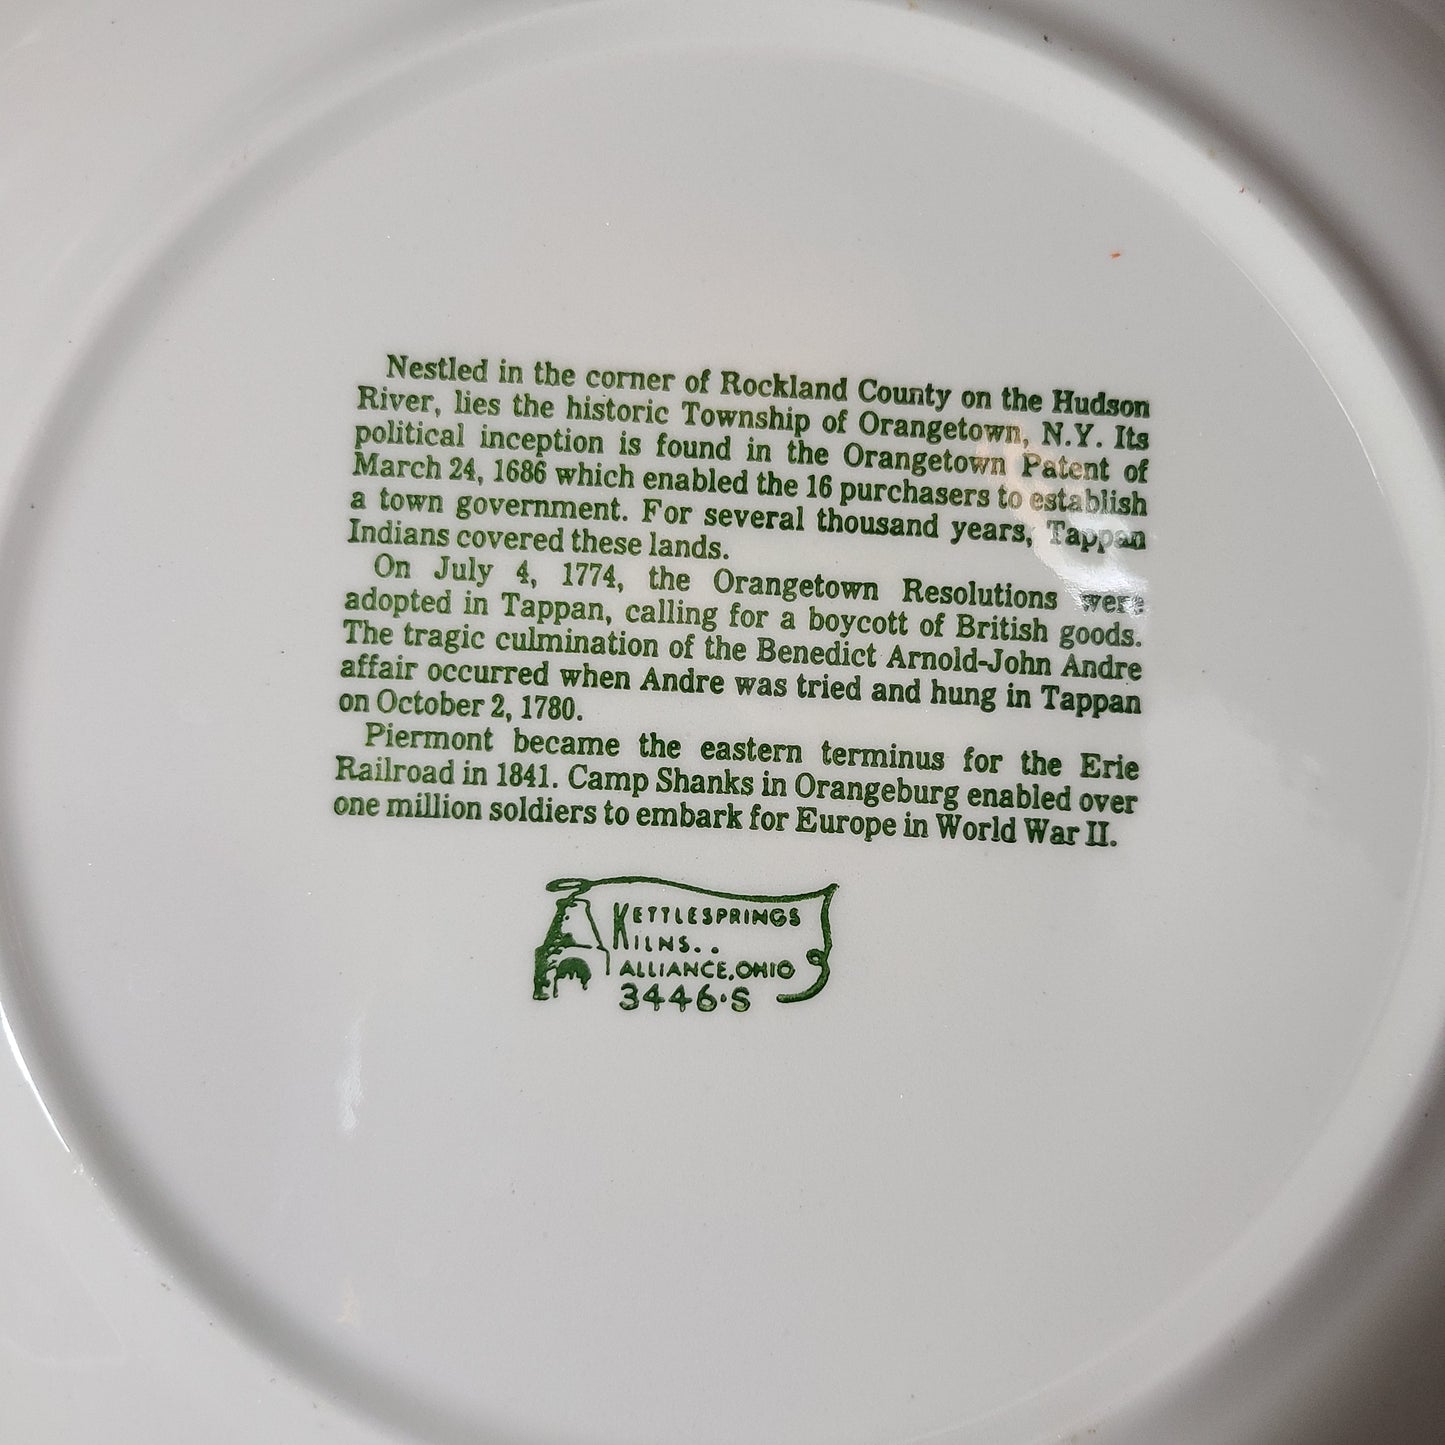 Nestled in the corner of Rockland County on the Hudson
River, lies the historic Township of Orangetown, N.Y. Its
political inception is found in the Orangetown Patent of
March 24, 1686 which enabled the 16 purchasers to establish
a town government. For several thousand years, Tappan
Indians covered these lands.
On July 4, 1774, the Orangetown Resolutions were
adopted in Tappan, calling for a boycott of British goods.
The tragic culmination of the Benedict Arnold-John Andre
affair occurred when Andre was tried and hung in Tappan
on October 2, 1780.
Piermont became the eastern terminus for the Erie
Railroad in 1841. Camp Shanks in Orangeburg enabled over
one million soldiers to embark for Europe in World War II.
KETTLESPRINGS
KILNS..
ALLIANCE, OHIO
3446·S